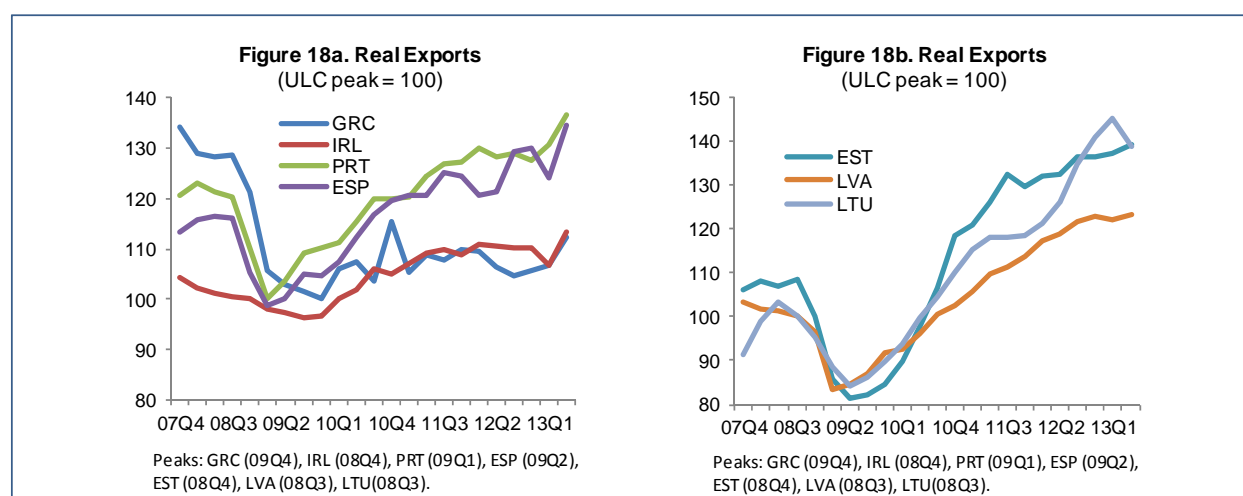 Figure 18a. Real Exports
(ULC peak = 100)
140
130
120
110
100
90
80
GRC
IRL
PRT
ESP
07Q4 08Q3 09Q2 10Q1 10Q4 11Q3 12Q2 13Q1
Peaks: GRC (09Q4), IRL (08Q4), PRT (09Q1), ESP (09Q2),
EST (08Q4), LVA (08Q3), LTU(08Q3).
Figure 18b. Real Exports
(ULC peak = 100)
150
140
130
120
110
100
90
80
EST
LVA
LTU
07Q4 08Q3 09Q2 10Q1 10Q4 11Q3 12Q2 13Q1
Peaks: GRC (09Q4), IRL (08Q4), PRT (09Q1), ESP (09Q2),
EST (08Q4), LVA (08Q3), LTU(08Q3).